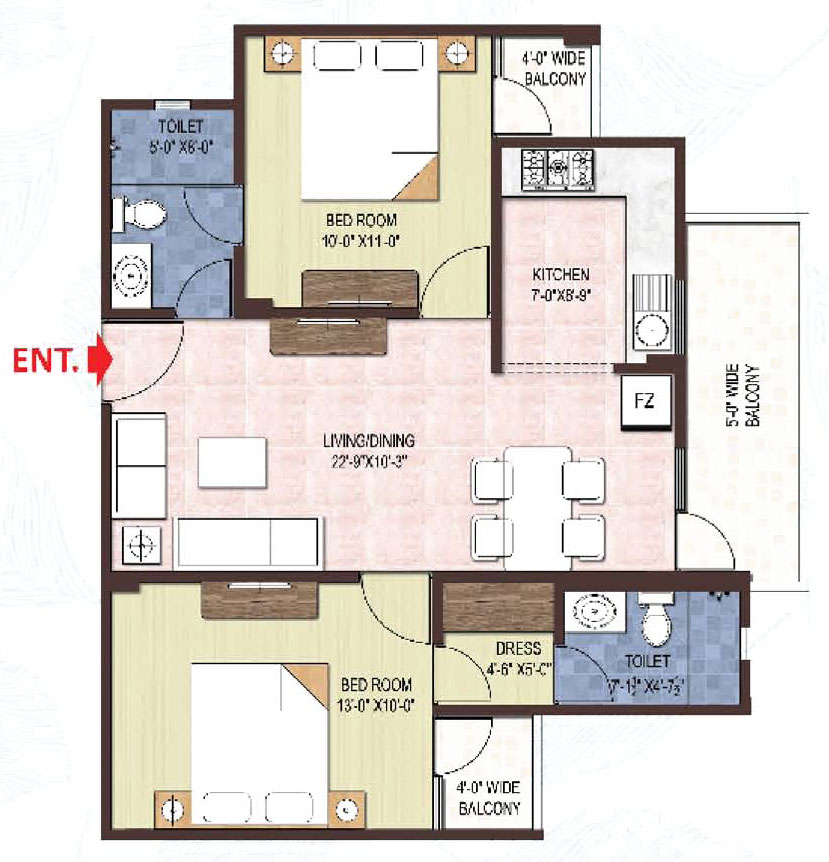 4'-0" WIDE
BALCONY
TOILET
5'-0" X8'-0"
BED ROOM
10'-0" X11'-0"
KITCHEN
7'-0"X8'-9"
ENT.
5'-0" WIDE
BALCONY
FZ
LIVING/DINING
22'-9"X10'-3"
DRESS
4'-6" X5'-0"
TOILET
7'-1½" X4'-7½"
BED ROOM
13'-0" X10'-0"
4'-0" WIDE
BALCONY